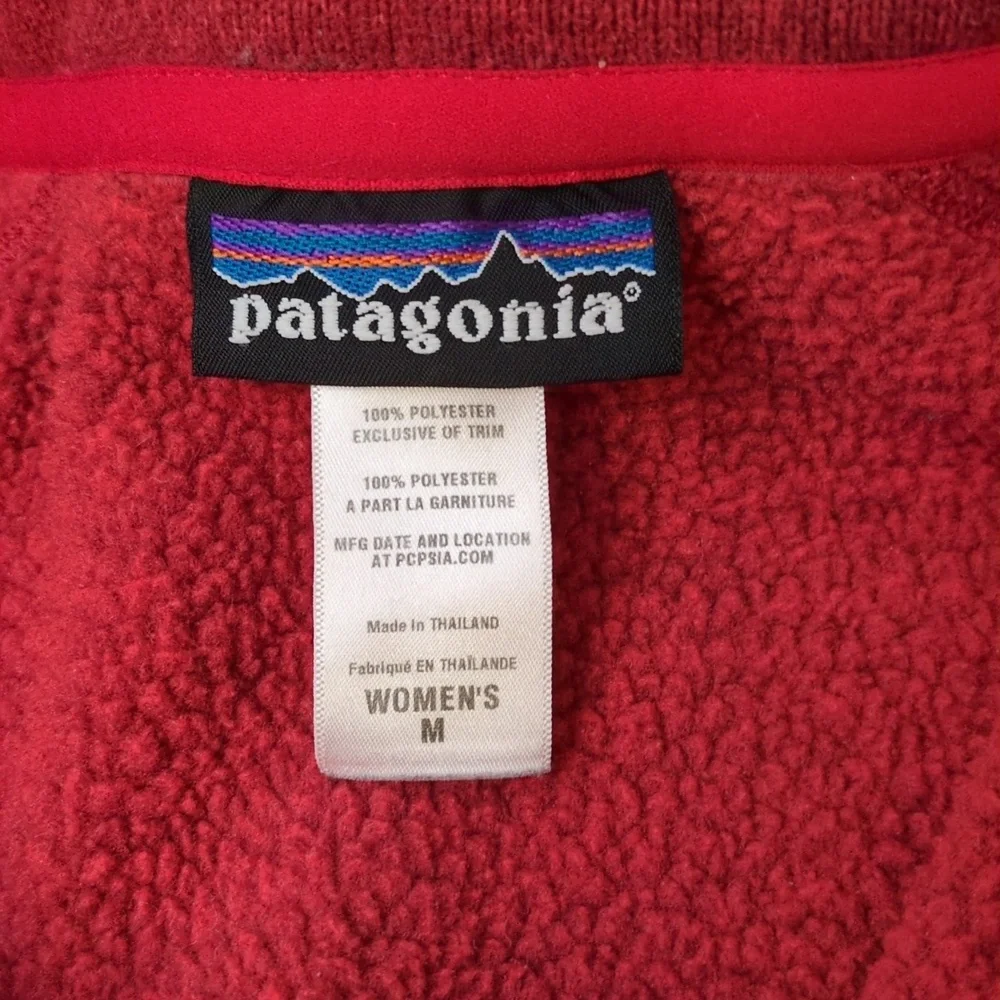 patagonia®
100% POLYESTER
EXCLUSIVE OF TRIM
100% POLYESTER
A PART LA GARNITURE
MFG DATE AND LOCATION
AT PCPSIA.COM
Made In THAILAND
Fabriqué EN THAÏLANDE
WOMEN'S
M